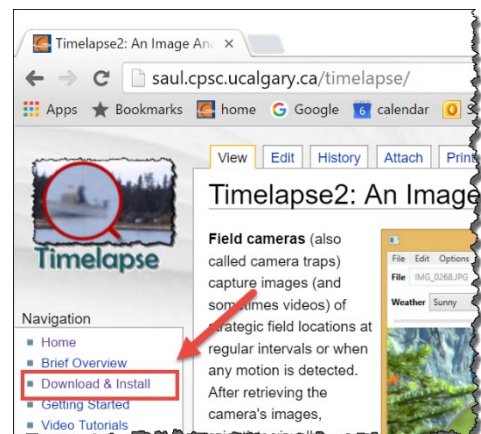 Timelapse2: An Image Ana
saul.cpsc.ucalgary.ca/timelapse/
Apps Bookmarks home Google 6 calendar
View Edit History Attach Print
Timelapse
Timelapse2: An Image
Field cameras (also
called camera traps)
capture images (and
sometimes videos) of
strategic field locations at
regular intervals or when
any motion is detected.
After retrieving the
camera's images,
File Edit Options
File IMG_0268.JPG
Weather Sunny
Navigation
Home
Brief Overview
Download & Install
Getting Started
Video Tutorials